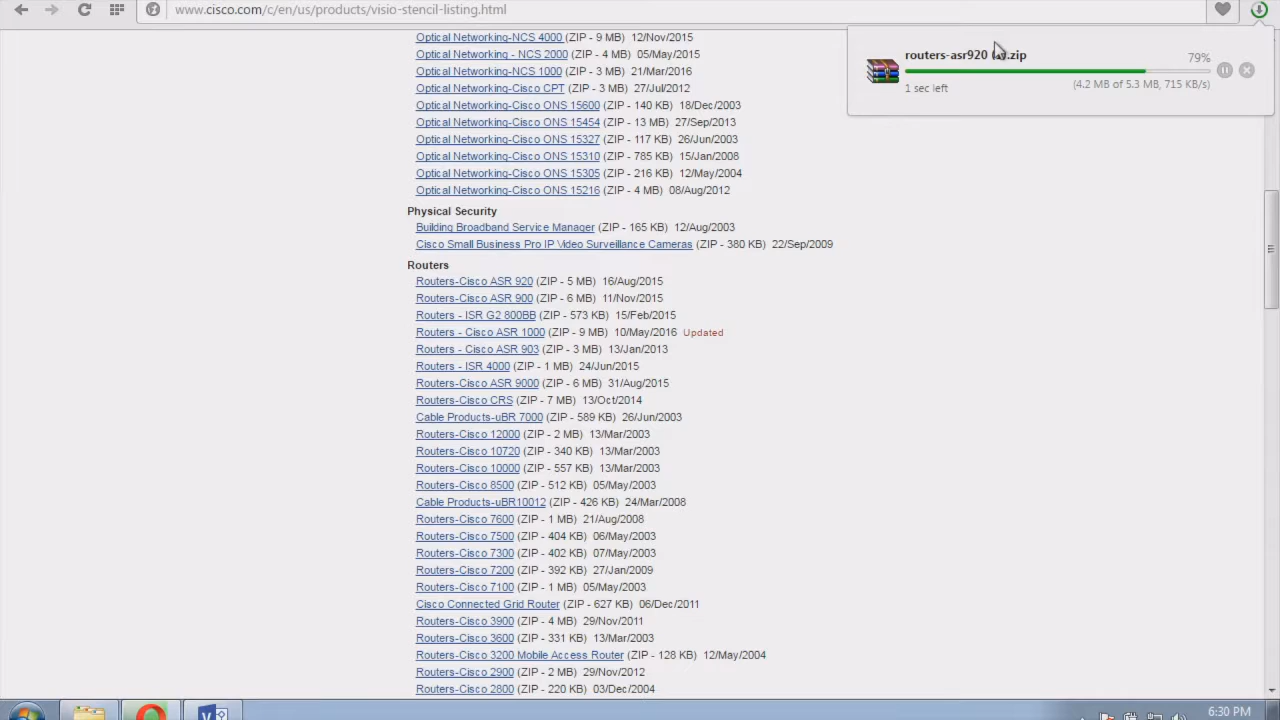 www.cisco.com/c/en/us/products/visio-stencil-listing.html
routers-asr920 .zip
79%
(4.2 MB of 5.3 MB, 715 KB/s)
1 sec left
Optical Networking-NCS 4000 (ZIP - 9 MB) 12/Nov/2015
Optical Networking - NCS 2000 (ZIP - 4 MB) 05/May/2015
Optical Networking-NCS 1000 (ZIP - 3 MB) 21/Mar/2016
Optical Networking-Cisco CPT (ZIP - 3 MB) 27/Jul/2012
Optical Networking-Cisco ONS 15600 (ZIP - 140 KB) 18/Dec/2003
Optical Networking-Cisco ONS 15454 (ZIP - 13 MB) 27/Sep/2013
Optical Networking-Cisco ONS 15327 (ZIP - 117 KB) 26/Jun/2003
Optical Networking-Cisco ONS 15310 (ZIP - 785 KB) 15/Jan/2008
Optical Networking-Cisco ONS 15305 (ZIP - 216 KB) 12/May/2004
Optical Networking-Cisco ONS 15216 (ZIP - 4 MB) 08/Aug/2012
Physical Security
Building Broadband Service Manager (ZIP - 165 KB) 12/Aug/2003
Cisco Small Business Pro IP Video Surveillance Cameras (ZIP - 380 KB) 22/Sep/2009
Routers
Routers-Cisco ASR 920 (ZIP - 5 MB) 16/Aug/2015
Routers-Cisco ASR 900 (ZIP - 6 MB) 11/Nov/2015
Routers - ISR G2 800BB (ZIP - 573 KB) 15/Feb/2015
Routers - Cisco ASR 1000 (ZIP - 9 MB) 10/May/2016 Updated
Routers - Cisco ASR 903 (ZIP - 3 MB) 13/Jan/2013
Routers - ISR 4000 (ZIP - 1 MB) 24/Jun/2015
Routers-Cisco ASR 9000 (ZIP - 6 MB) 31/Aug/2015
Routers-Cisco CRS (ZIP - 7 MB) 13/Oct/2014
Cable Products-uBR 7000 (ZIP - 589 KB) 26/Jun/2003
Routers-Cisco 12000 (ZIP - 2 MB) 13/Mar/2003
Routers-Cisco 10720 (ZIP - 340 KB) 13/Mar/2003
Routers-Cisco 10000 (ZIP - 557 KB) 13/Mar/2003
Routers-Cisco 8500 (ZIP - 512 KB) 05/May/2003
Cable Products-uBR10012 (ZIP - 426 KB) 24/Mar/2008
Routers-Cisco 7600 (ZIP - 1 MB) 21/Aug/2008
Routers-Cisco 7500 (ZIP - 404 KB) 06/May/2003
Routers-Cisco 7300 (ZIP - 402 KB) 07/May/2003
Routers-Cisco 7200 (ZIP - 392 KB) 27/Jan/2009
Routers-Cisco 7100 (ZIP - 1 MB) 05/May/2003
Cisco Connected Grid Router (ZIP - 627 KB) 06/Dec/2011
Routers-Cisco 3900 (ZIP - 4 MB) 29/Nov/2011
Routers-Cisco 3600 (ZIP - 331 KB) 13/Mar/2003
Routers-Cisco 3200 Mobile Access Router (ZIP - 128 KB) 12/May/2004
Routers-Cisco 2900 (ZIP - 2 MB) 29/Nov/2012
Routers-Cisco 2800 (ZIP - 220 KB) 03/Dec/2004
6:30 PM